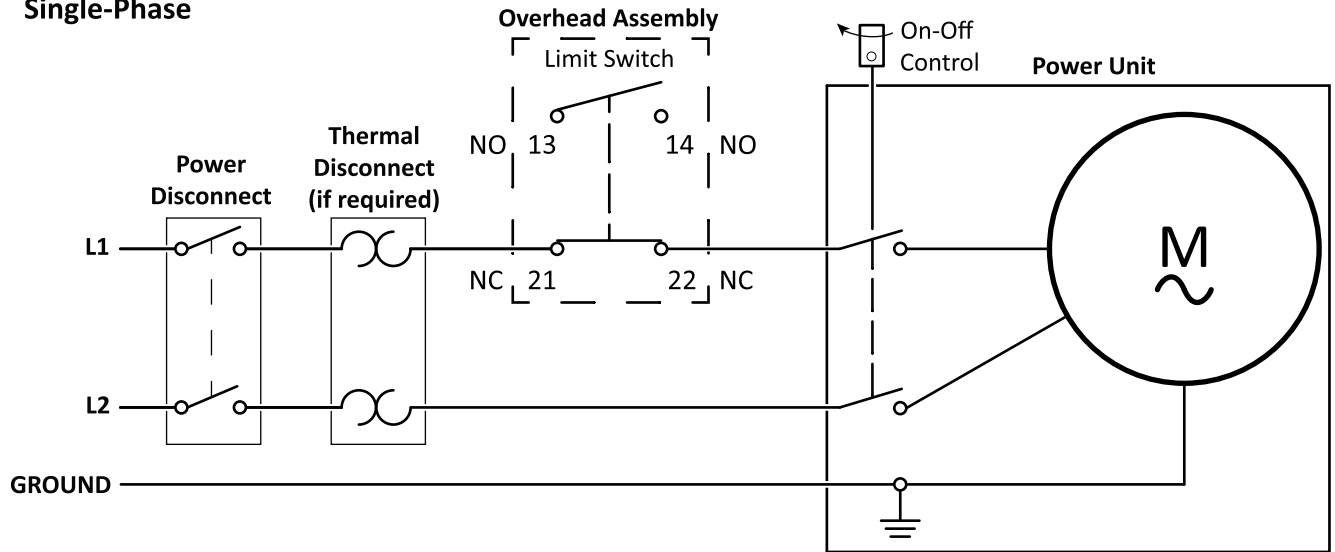 Single-Phase
Overhead Assembly
Limit Switch
On-Off
Control
Power Unit
Thermal
Disconnect
(if required)
Power
Disconnect
NO 13 14 NO
L1
M
NC 21 22 NC
L2
GROUND